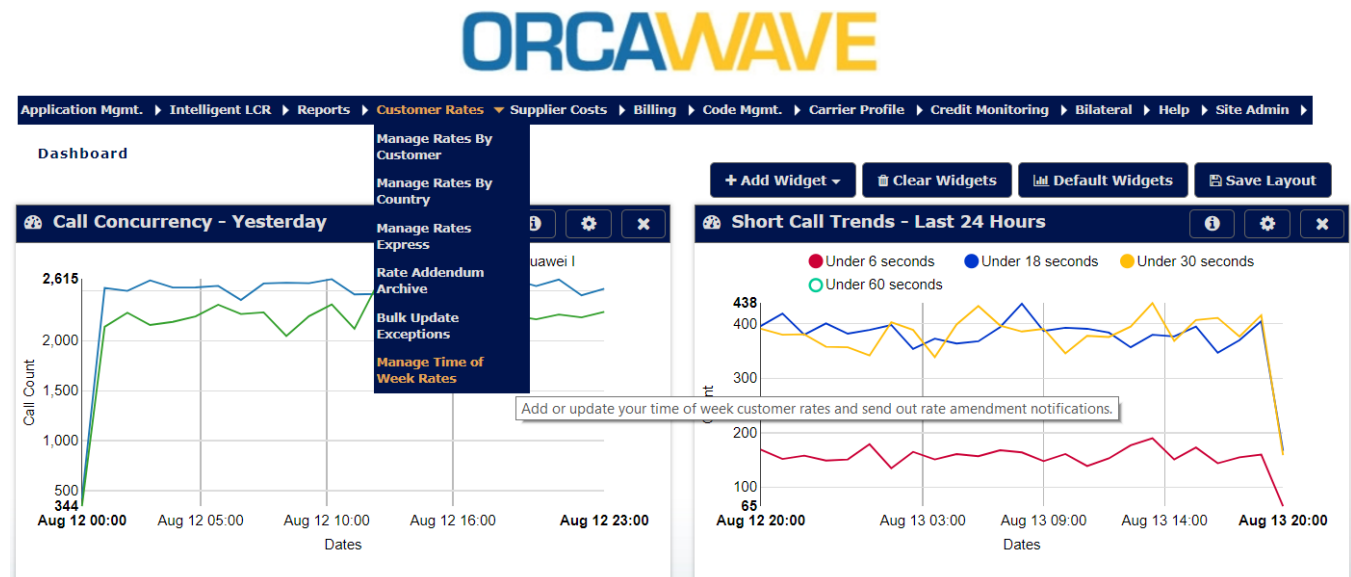 ORCAWAVE
Application Mgmt. Intelligent LCR Reports Customer Rates Supplier Costs Billing Code Mgmt. Carrier Profile Credit Monitoring Bilateral Help Site Admin
Manage Rates By
Customer
Manage Rates By
Country
Manage Rates
Express
Rate Addendum
Archive
Bulk Update
Exceptions
Manage Time of
Week Rates
Add or update your time of week customer rates and send out rate amendment notifications.
Dashboard
+ Add Widget Clear Widgets Default Widgets Save Layout
Call Concurrency - Yesterday
uawei I
2,615
2,000
1,500
1,000
500
344
Call Count
Aug 12 00:00 Aug 12 05:00 Aug 12 10:00 Aug 12 16:00 Aug 12 23:00
Dates
Short Call Trends - Last 24 Hours
Under 6 seconds Under 18 seconds Under 30 seconds
Under 60 seconds
438
400
300
200
100
65
Aug 12 20:00 Aug 13 03:00 Aug 13 09:00 Aug 13 14:00 Aug 13 20:00
Dates